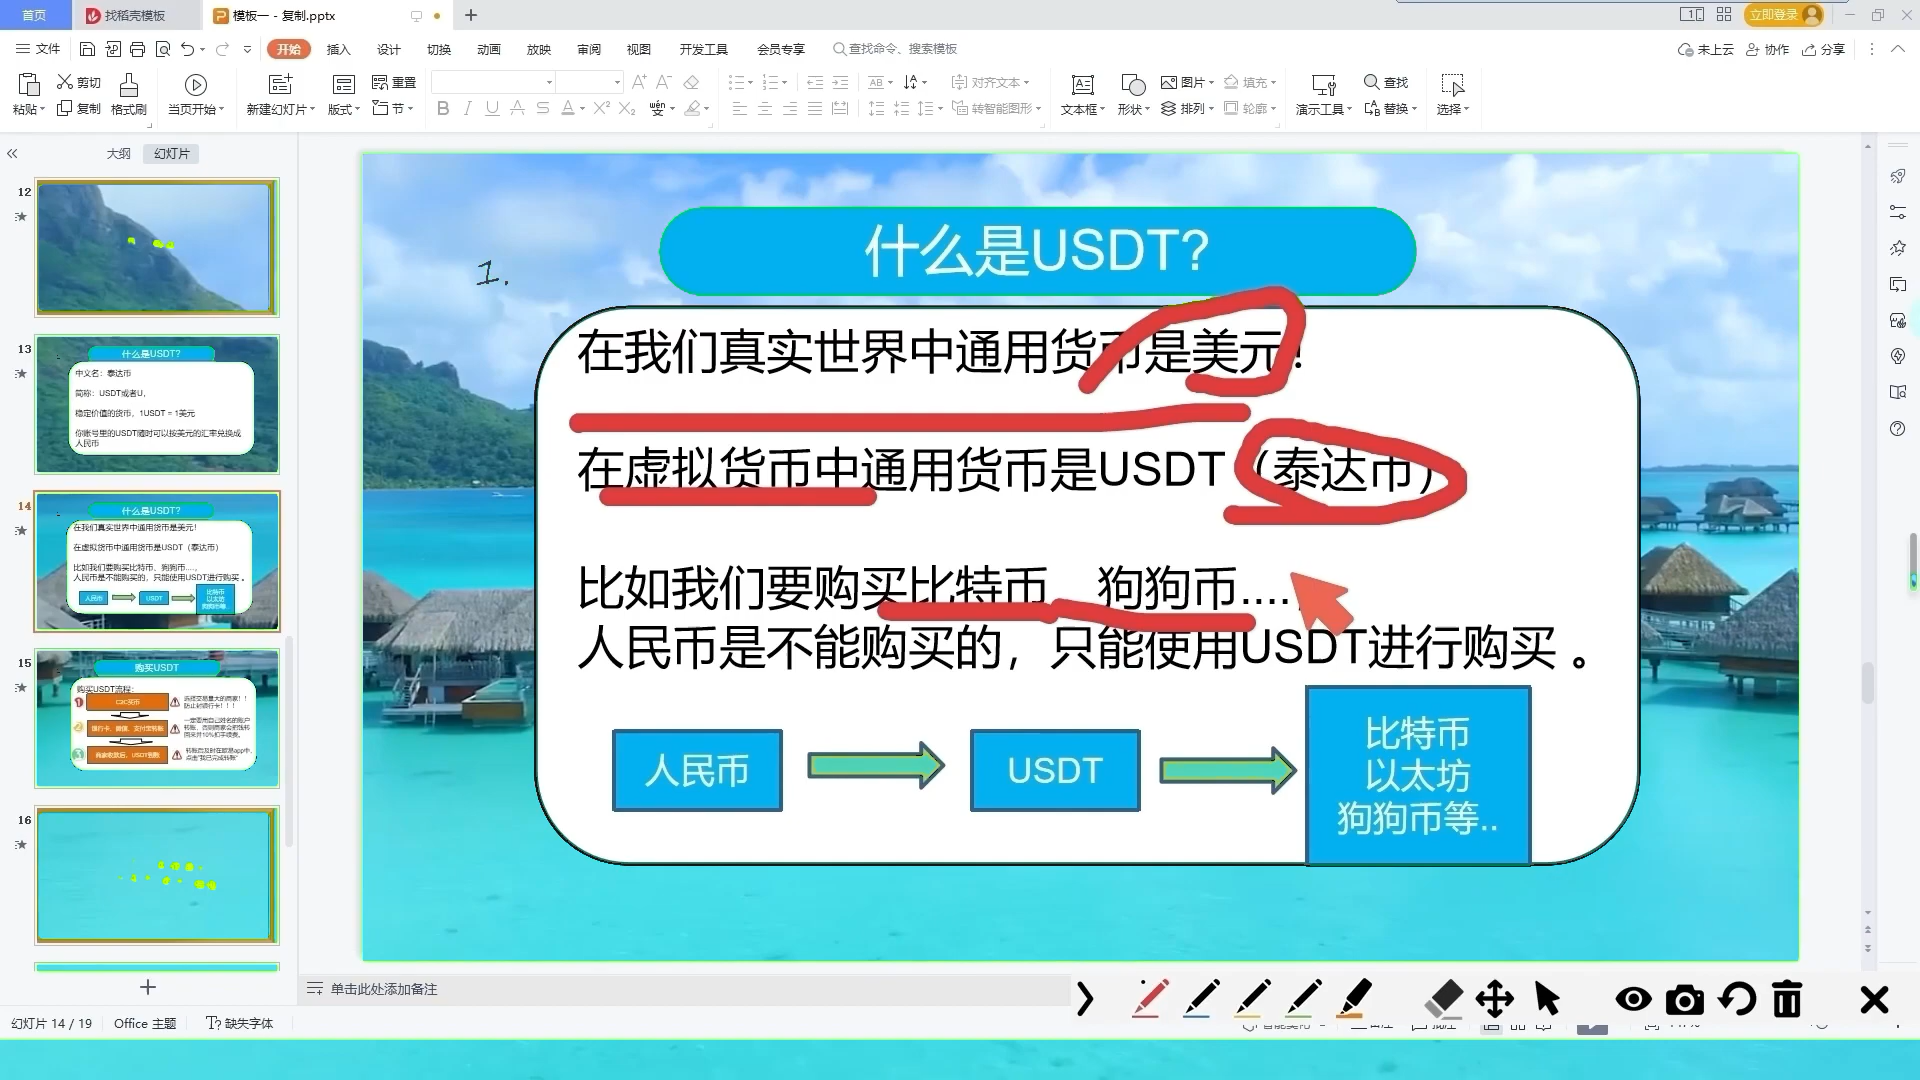 首页
找稻壳模板
模板一 - 复制.pptx
立即登录
文件
开始
插入
设计
切换
动画
放映
审阅
视图
开发工具
会员专享
查找命令、搜索模板
未上云
协作
分享
粘贴
剪切
复制
格式刷
当页开始
新建幻灯片
版式
重置
节
对齐文本
转智能图形
文本框
形状
图片
排列
填充
轮廓
演示工具
查找
替换
选择
大纲
幻灯片
12
13
什么是USDT?
中文名：泰达币
简称：USDT或者U,
稳定价值的货币，1USDT = 1美元
你账号里的USDT随时可以按美元的汇率兑换成
人民币
14
什么是USDT?
在我们真实世界中通用货币是美元!
在虚拟货币中通用货币是USDT（泰达币）
比如我们要购买比特币、狗狗币....,
人民币是不能购买的，只能使用USDT进行购买 。
人民币
USDT
比特币
以太坊
狗狗币等..
15
购买USDT
购买USDT流程:
16
1.
什么是USDT?
在我们真实世界中通用货币是美元!
在虚拟货币中通用货币是USDT（泰达币）
比如我们要购买比特币、狗狗币....,
人民币是不能购买的，只能使用USDT进行购买 。
人民币
USDT
比特币
以太坊
狗狗币等..
单击此处添加备注
幻灯片 14 / 19
Office 主题
缺失字体